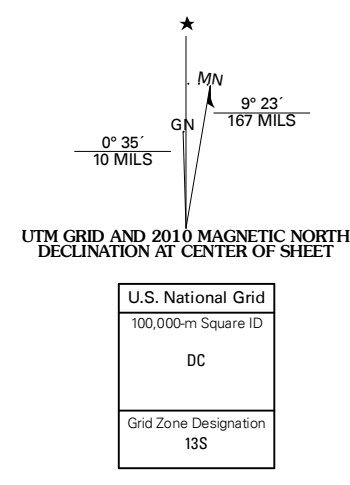 MN
9° 23´
167 MILS
GN
0° 35´
10 MILS
UTM GRID AND 2010 MAGNETIC NORTH
DECLINATION AT CENTER OF SHEET
U.S. National Grid
100,000-m Square ID
DC
Grid Zone Designation
13S